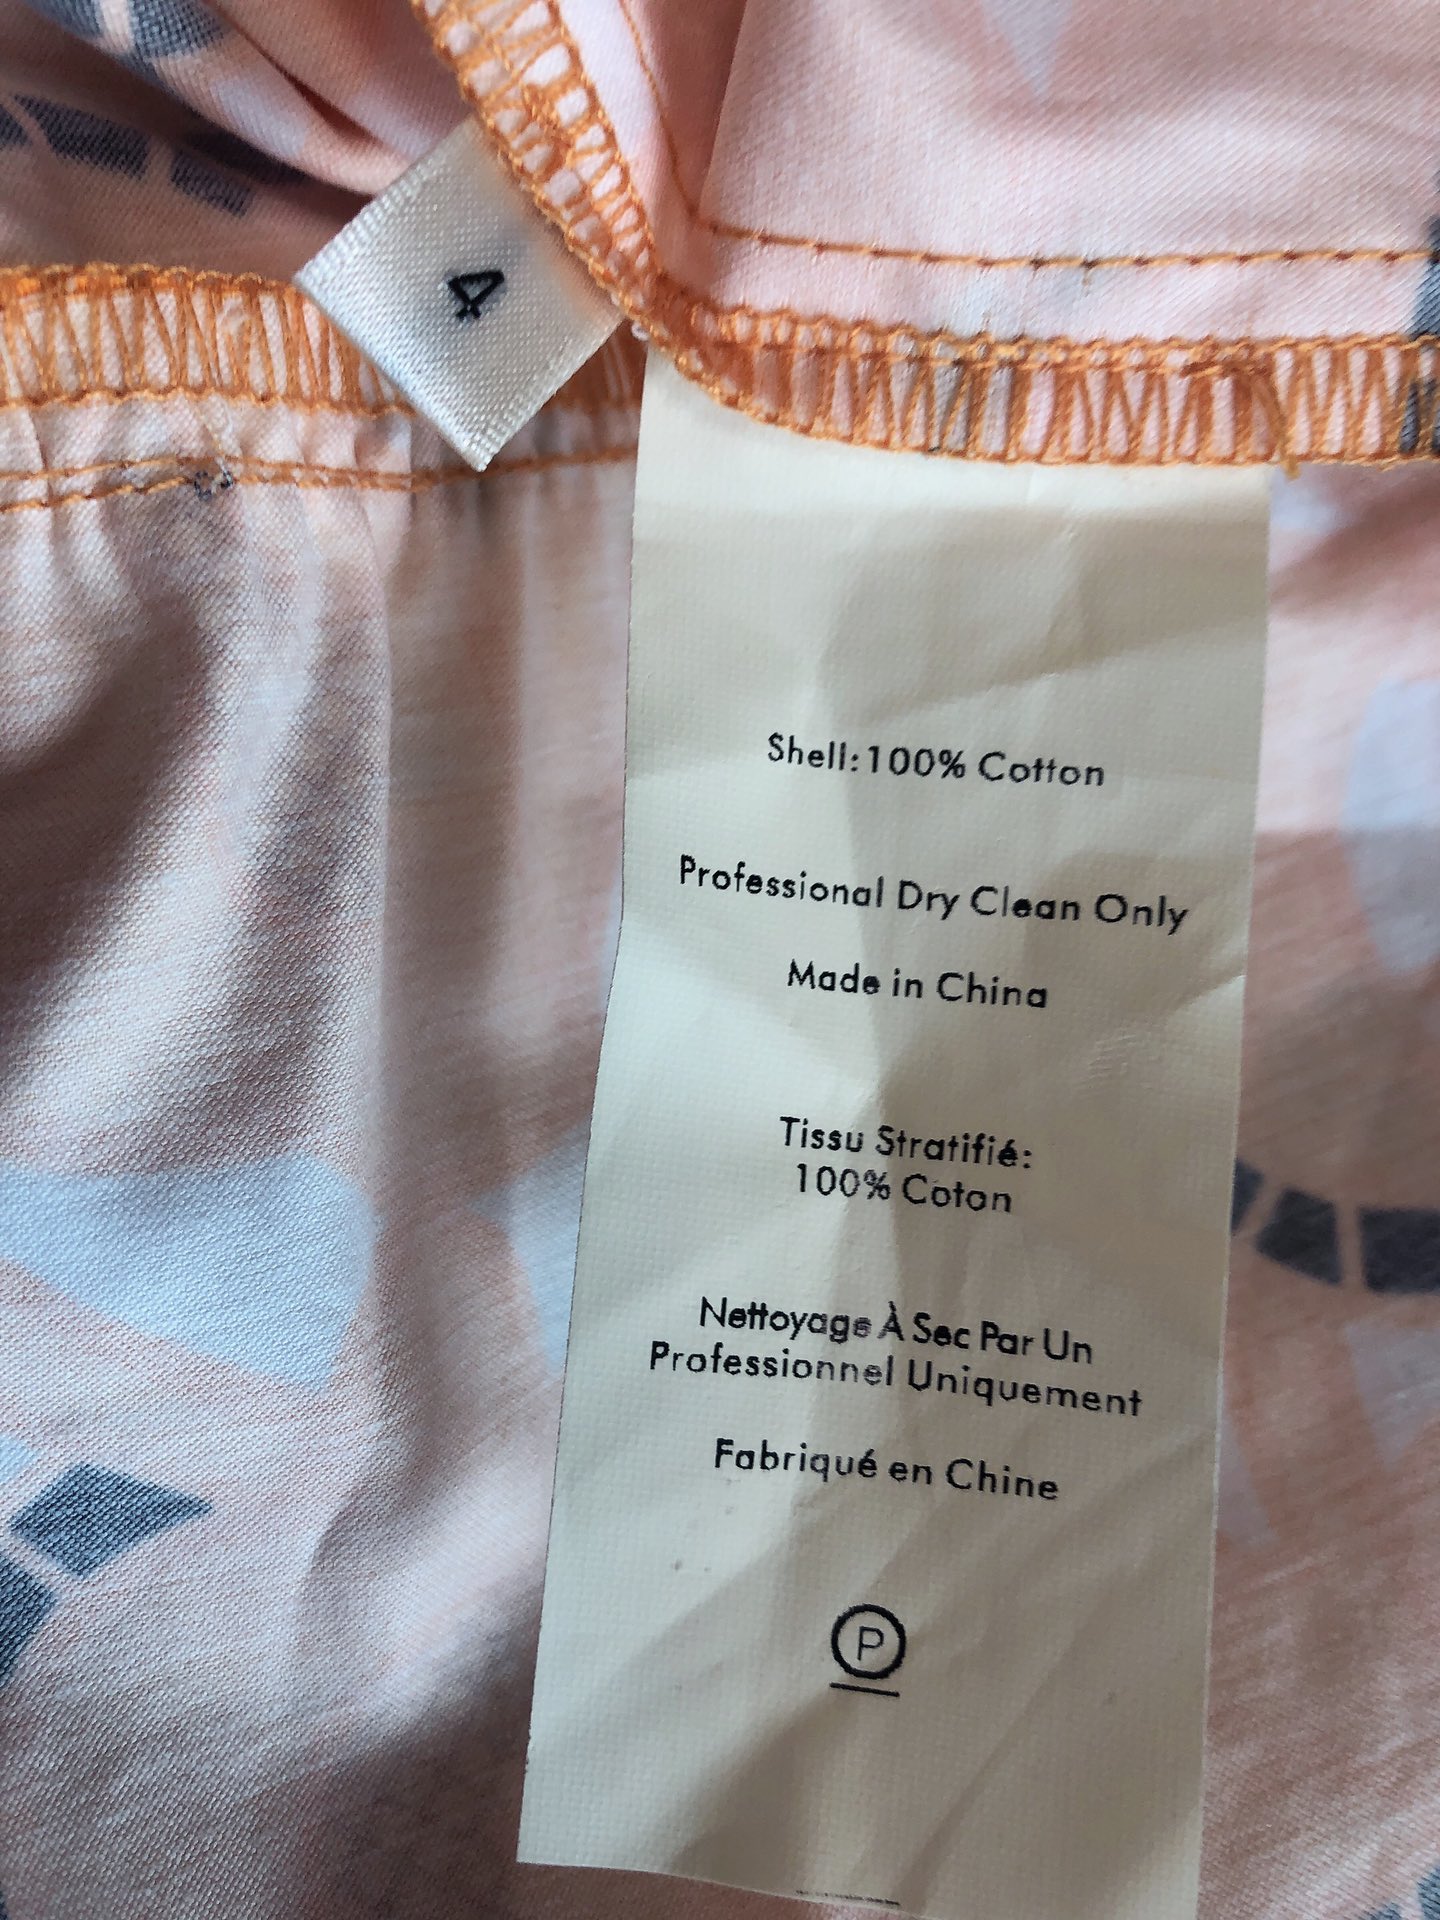 4
Shell: 100% Cotton
Professional Dry Clean Only
Made in China
Tissu Stratifié:
100% Coton
Nettoyage À Sec Par Un
Professionnel Uniquement
Fabriqué en Chine
P